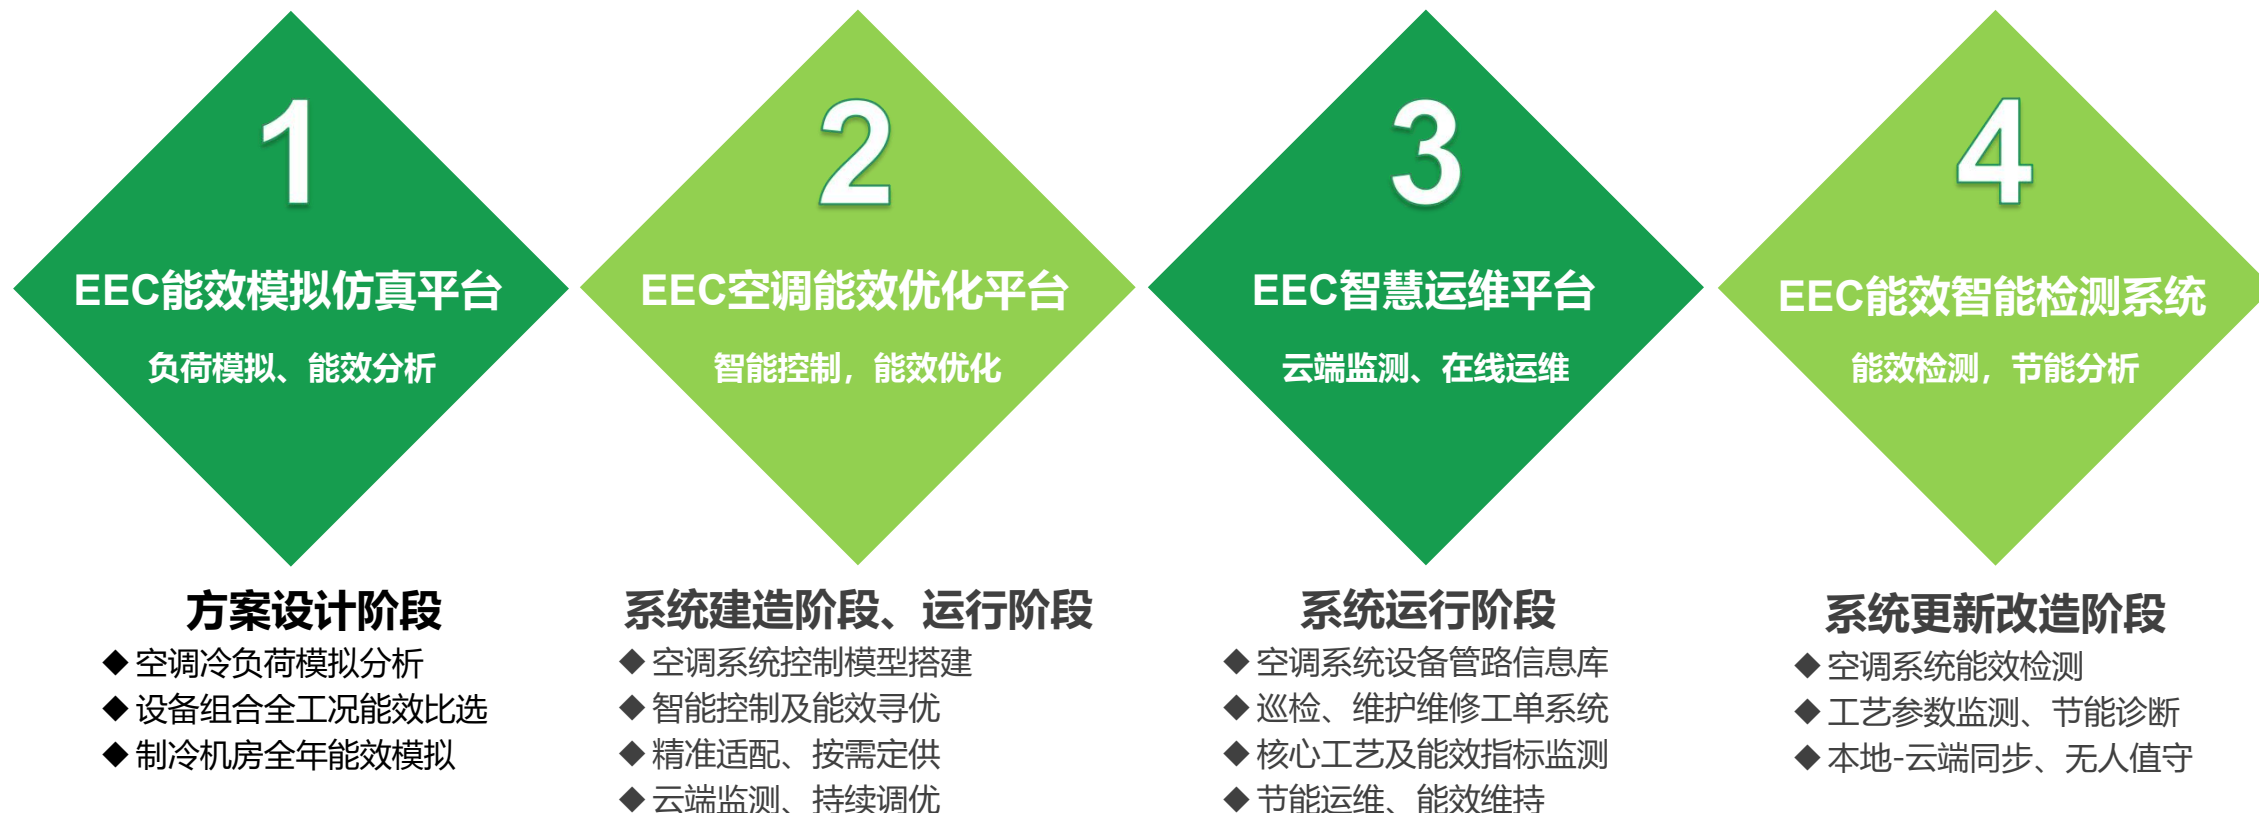 1
EEC能效模拟仿真平台
负荷模拟、能效分析
方案设计阶段
◆ 空调冷负荷模拟分析
◆ 设备组合全工况能效比选
◆ 制冷机房全年能效模拟
2
EEC空调能效优化平台
智能控制，能效优化
系统建造阶段、运行阶段
◆ 空调系统控制模型搭建
◆ 智能控制及能效寻优
◆ 精准适配、按需定供
◆ 云端监测、持续调优
3
EEC智慧运维平台
云端监测、在线运维
系统运行阶段
◆ 空调系统设备管路信息库
◆ 巡检、维护维修工单系统
◆ 核心工艺及能效指标监测
◆ 节能运维、能效维持
4
EEC能效智能检测系统
能效检测，节能分析
系统更新改造阶段
◆ 空调系统能效检测
◆ 工艺参数监测、节能诊断
◆ 本地-云端同步、无人值守